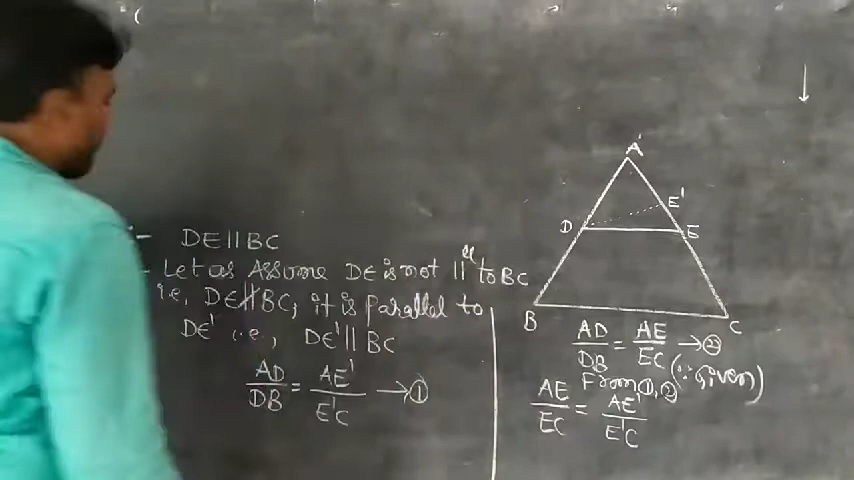 :- DE || BC
- Let as Assume DE is not ||el to BC
i.e, DE ∦ BC, it is parallel to
DE' i.e., DE' || BC
AD/DB = AE'/E'C → ①
A
E'
D
E
B
C
AD/DB = AE/EC → ② (∵ given)
From ①, ②
AE/EC = AE'/E'C